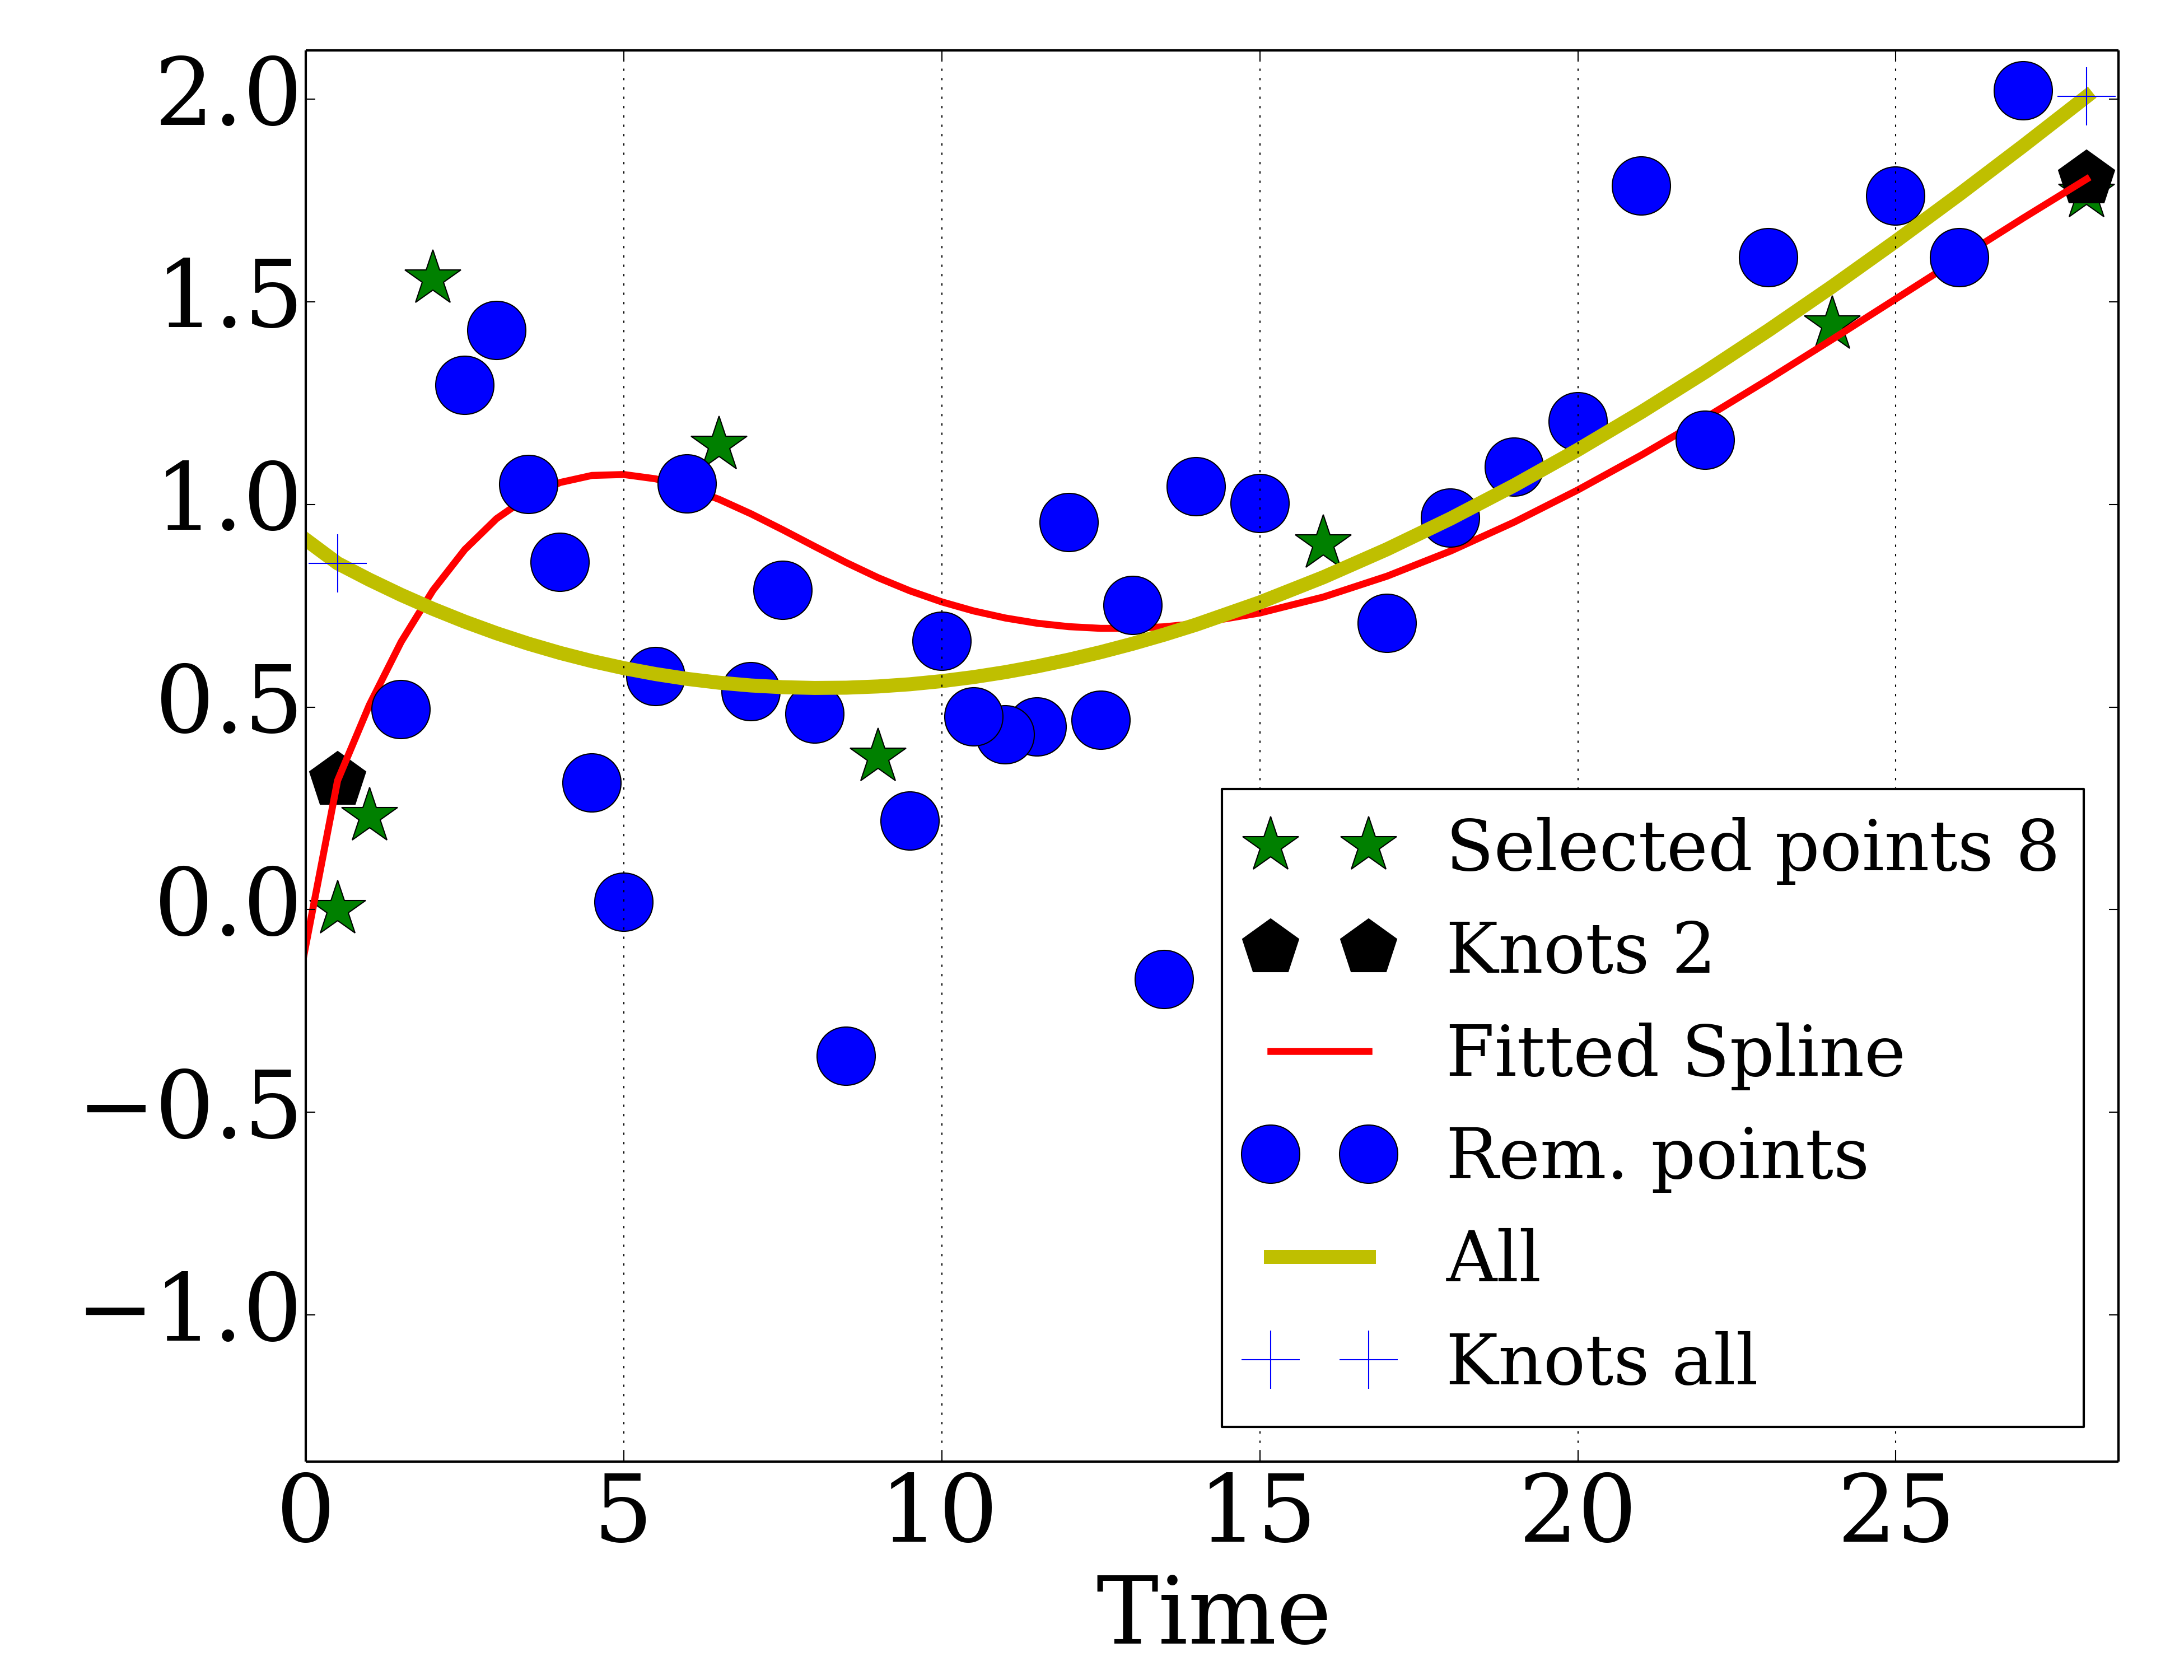 2.0
1.5
1.0
0.5
0.0
−0.5
−1.0
0 5 10 15 20 25
Time
Selected points 8
Knots 2
Fitted Spline
Rem. points
All
Knots all